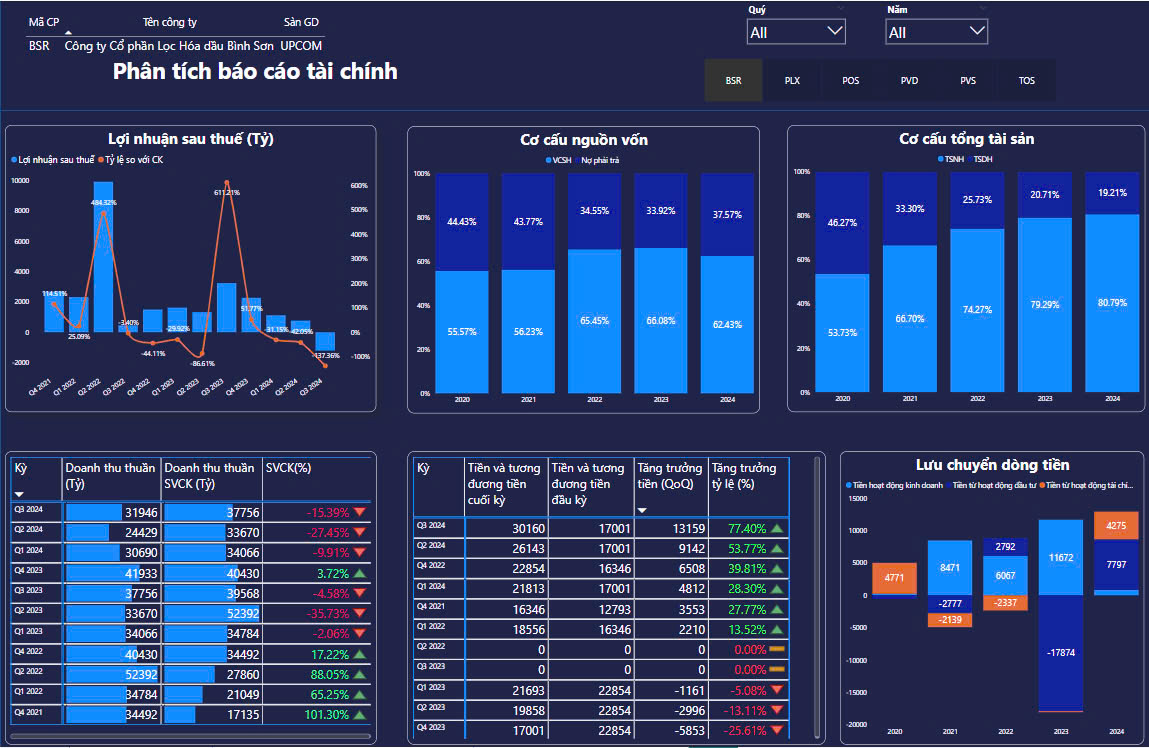 Mã CP Tên công ty Sàn GD
BSR Công ty Cổ phần Lọc Hóa dầu Bình Sơn UPCOM
Phân tích báo cáo tài chính
Quý Năm
All All
BSR PLX POS PVD PVS TOS
Lợi nhuận sau thuế (Tỷ)
Lợi nhuận sau thuế Tỷ lệ so với CK
10000
8000
6000
4000
2000
0
-2000
600%
500%
400%
300%
200%
100%
0%
-100%
114.51%
25.09%
484.32%
-3.40%
-44.11%
-29.92%
-86.61%
611.21%
51.77%
-31.15%
-42.05%
-137.36%
Q4 2021 Q1 2022 Q2 2022 Q3 2022 Q4 2022 Q1 2023 Q2 2023 Q3 2023 Q4 2023 Q1 2024 Q2 2024 Q3 2024
Cơ cấu nguồn vốn
VCSH Nợ phải trả
100%
80%
60%
40%
20%
0%
44.43% 43.77% 34.55% 33.92% 37.57%
55.57% 56.23% 65.45% 66.08% 62.43%
2020 2021 2022 2023 2024
Cơ cấu tổng tài sản
TSNH TSDH
100%
80%
60%
40%
20%
0%
46.27% 33.30% 25.73% 20.71% 19.21%
53.73% 66.70% 74.27% 79.29% 80.79%
2020 2021 2022 2023 2024
Kỳ Doanh thu thuần (Tỷ) Doanh thu thuần SVCK (Tỷ) SVCK(%)
Q3 2024 31946 37756 -15.39%
Q2 2024 24429 33670 -27.45%
Q1 2024 30690 34066 -9.91%
Q4 2023 41933 40430 3.72%
Q3 2023 37756 39568 -4.58%
Q2 2023 33670 52392 -35.73%
Q1 2023 34066 34784 -2.06%
Q4 2022 40430 34492 17.22%
Q2 2022 52392 27860 88.05%
Q1 2022 34784 21049 65.25%
Q4 2021 34492 17135 101.30%
Kỳ Tiền và tương đương tiền cuối kỳ Tiền và tương đương tiền đầu kỳ Tăng trưởng tiền (QoQ) Tăng trưởng tỷ lệ (%)
Q3 2024 30160 17001 13159 77.40%
Q2 2024 26143 17001 9142 53.77%
Q4 2022 22854 16346 6508 39.81%
Q1 2024 21813 17001 4812 28.30%
Q4 2021 16346 12793 3553 27.77%
Q1 2022 18556 16346 2210 13.52%
Q2 2022 0 0 0 0.00%
Q3 2023 0 0 0 0.00%
Q1 2023 21693 22854 -1161 -5.08%
Q2 2023 19858 22854 -2996 -13.11%
Q4 2023 17001 22854 -5853 -25.61%
Lưu chuyển dòng tiền
Tiền hoạt động kinh doanh Tiền từ hoạt động đầu tư Tiền từ hoạt động tài chí...
15000
10000
5000
0
-5000
-10000
-15000
-20000
4771
8471
-2777
-2139
2792
6067
-2337
11672
-17874
4275
7797
2020 2021 2022 2023 2024